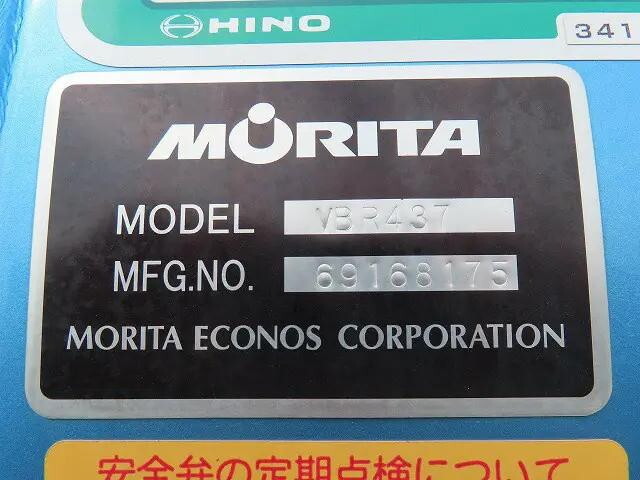 HINO
341
MORITA
MODEL VBR437
MFG.NO. 69168175
MORITA ECONOS CORPORATION
安全弁の定期点検について